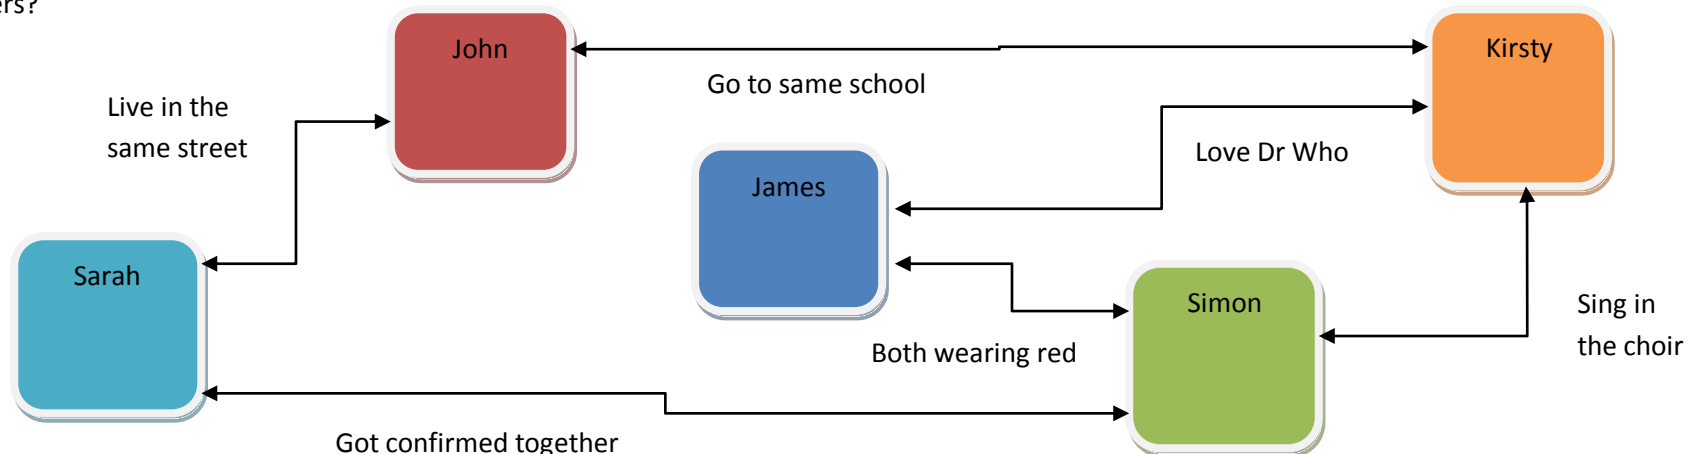 John
Kirsty
Go to same school
Live in the
same street
Love Dr Who
James
Sarah
Simon
Sing in
the choir
Both wearing red
Got confirmed together